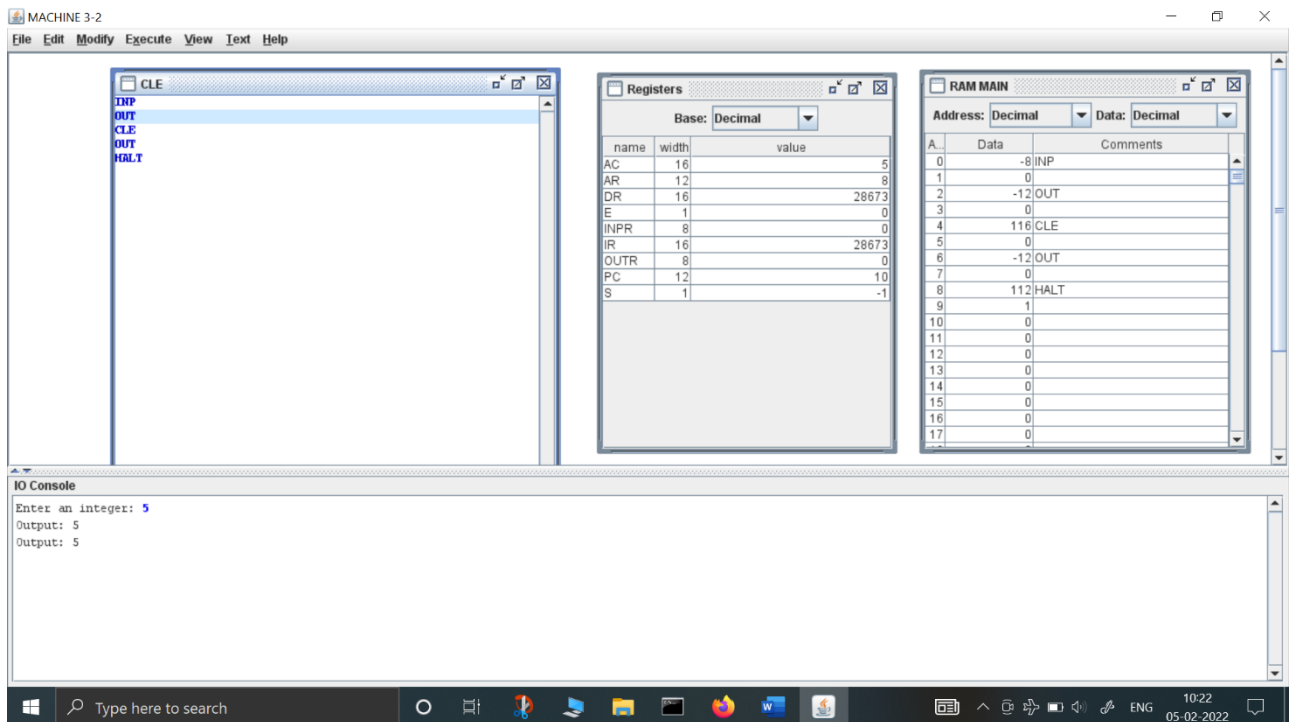 MACHINE 3-2
File Edit Modify Execute View Text Help
CLE
INP
OUT
CLE
OUT
HALT
Registers
Base: Decimal
name width value
AC 16 5
AR 12 8
DR 16 28673
E 1 0
INPR 8 0
IR 16 28673
OUTR 8 0
PC 12 10
S 1 -1
RAM MAIN
Address: Decimal Data: Decimal
A... Data Comments
0 -8 INP
1 0
2 -12 OUT
3 0
4 116 CLE
5 0
6 -12 OUT
7 0
8 112 HALT
9 1
10 0
11 0
12 0
13 0
14 0
15 0
16 0
17 0
IO Console
Enter an integer: 5
Output: 5
Output: 5
Type here to search
ENG
10:22
05-02-2022